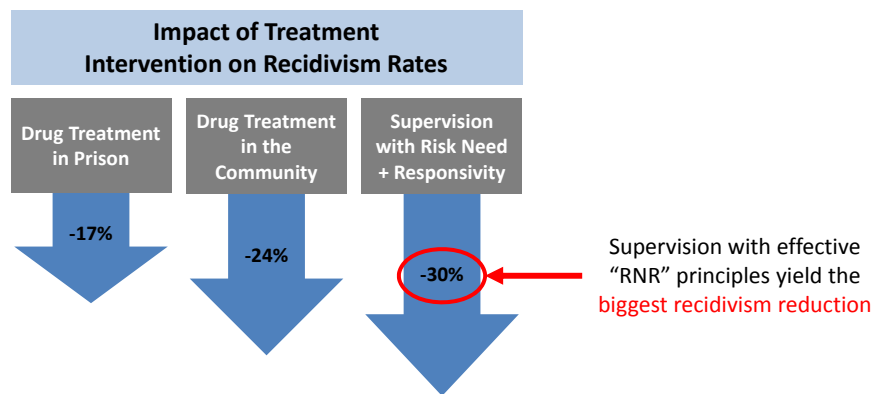 Impact of Treatment
Intervention on Recidivism Rates
Drug Treatment
in Prison
Drug Treatment
in the
Community
Supervision
with Risk Need
+ Responsivity
-17%
-24%
-30%
Supervision with effective
“RNR” principles yield the
biggest recidivism reduction